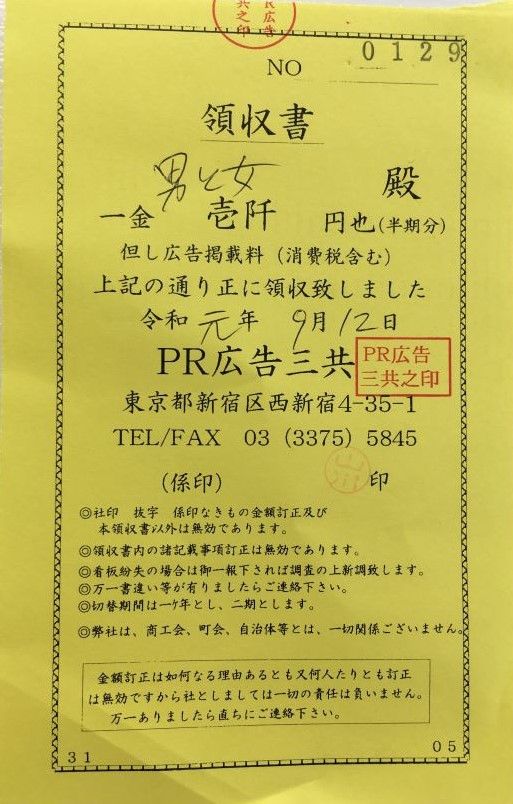 R広告
共之印
0129
NO
領収書
男と女 殿
一金 壱阡 円也(半期分)
但し広告掲載料(消費税含む)
上記の通り正に領収致しました
令和元年9月12日
PR広告三共
PR広告
三共之印
東京都新宿区西新宿4-35-1
TEL/FAX 03(3375)5845
(係印) 印
◎社印 抜字 係印なきもの金額訂正及び
本領収書以外は無効であります。
◎領収書内の諸記載事項訂正は無効であります。
◎看板紛失の場合は御一報下されば調査の上新調致します。
◎万一書違い等が有りましたらご連絡下さい。
◎切替期間は一ケ年とし、二期とします。
◎弊社は、商工会、町会、自治体等とは、一切関係ございません。
金額訂正は如何なる理由あるとも又何人たりとも訂正
は無効ですから社としましては一切の責任は負いません。
万一ありましたら直ちにご連絡下さい。
31 05